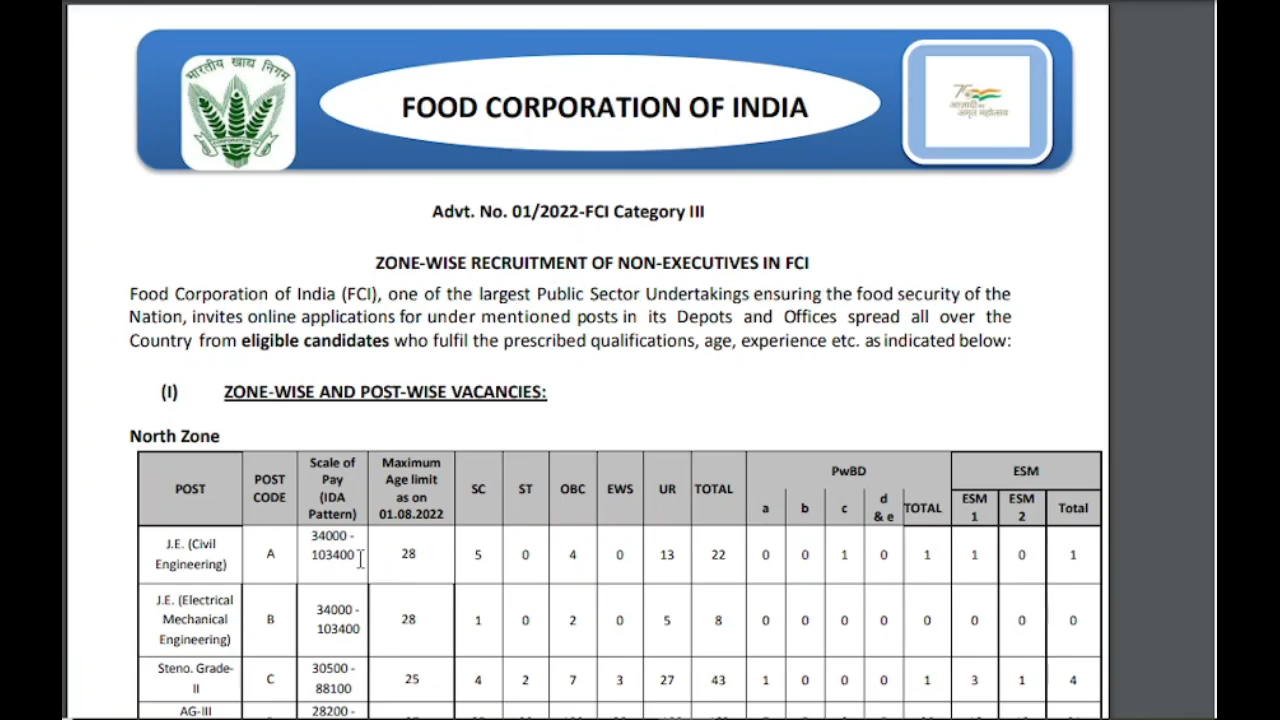 भारतीय खाद्य निगम
FOOD CORPORATION OF INDIA
आज़ादी का
अमृत महोत्सव
Advt. No. 01/2022-FCI Category III
ZONE-WISE RECRUITMENT OF NON-EXECUTIVES IN FCI
Food Corporation of India (FCI), one of the largest Public Sector Undertakings ensuring the food security of the
Nation, invites online applications for under mentioned posts in its Depots and Offices spread all over the
Country from eligible candidates who fulfil the prescribed qualifications, age, experience etc. as indicated below:
(I) ZONE-WISE AND POST-WISE VACANCIES:
North Zone
POST POST CODE Scale of Pay (IDA Pattern) Maximum Age limit as on 01.08.2022 SC ST OBC EWS UR TOTAL PwBD ESM
a b c d & e TOTAL ESM 1 ESM 2 Total
J.E. (Civil Engineering) A 34000 - 103400 28 5 0 4 0 13 22 0 0 1 0 1 1 0 1
J.E. (Electrical Mechanical Engineering) B 34000 - 103400 28 1 0 2 0 5 8 0 0 0 0 0 0 0 0
Steno. Grade- II C 30500 - 88100 25 4 2 7 3 27 43 1 0 0 0 1 3 1 4
AG-III 28200 -